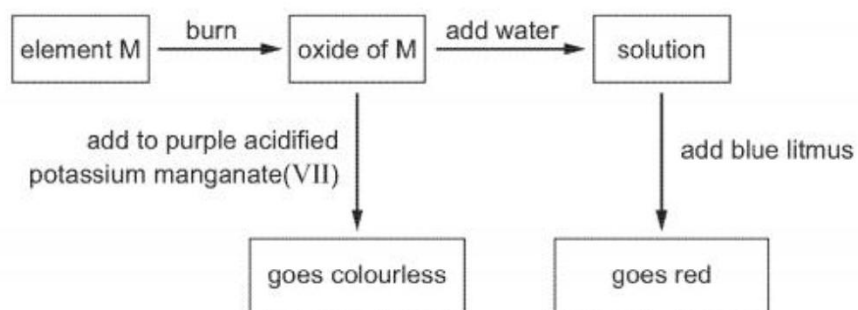 burn
add water
element M
oxide of M
solution
add to purple acidified
potassium manganate(VII)
add blue litmus
goes colourless
goes red